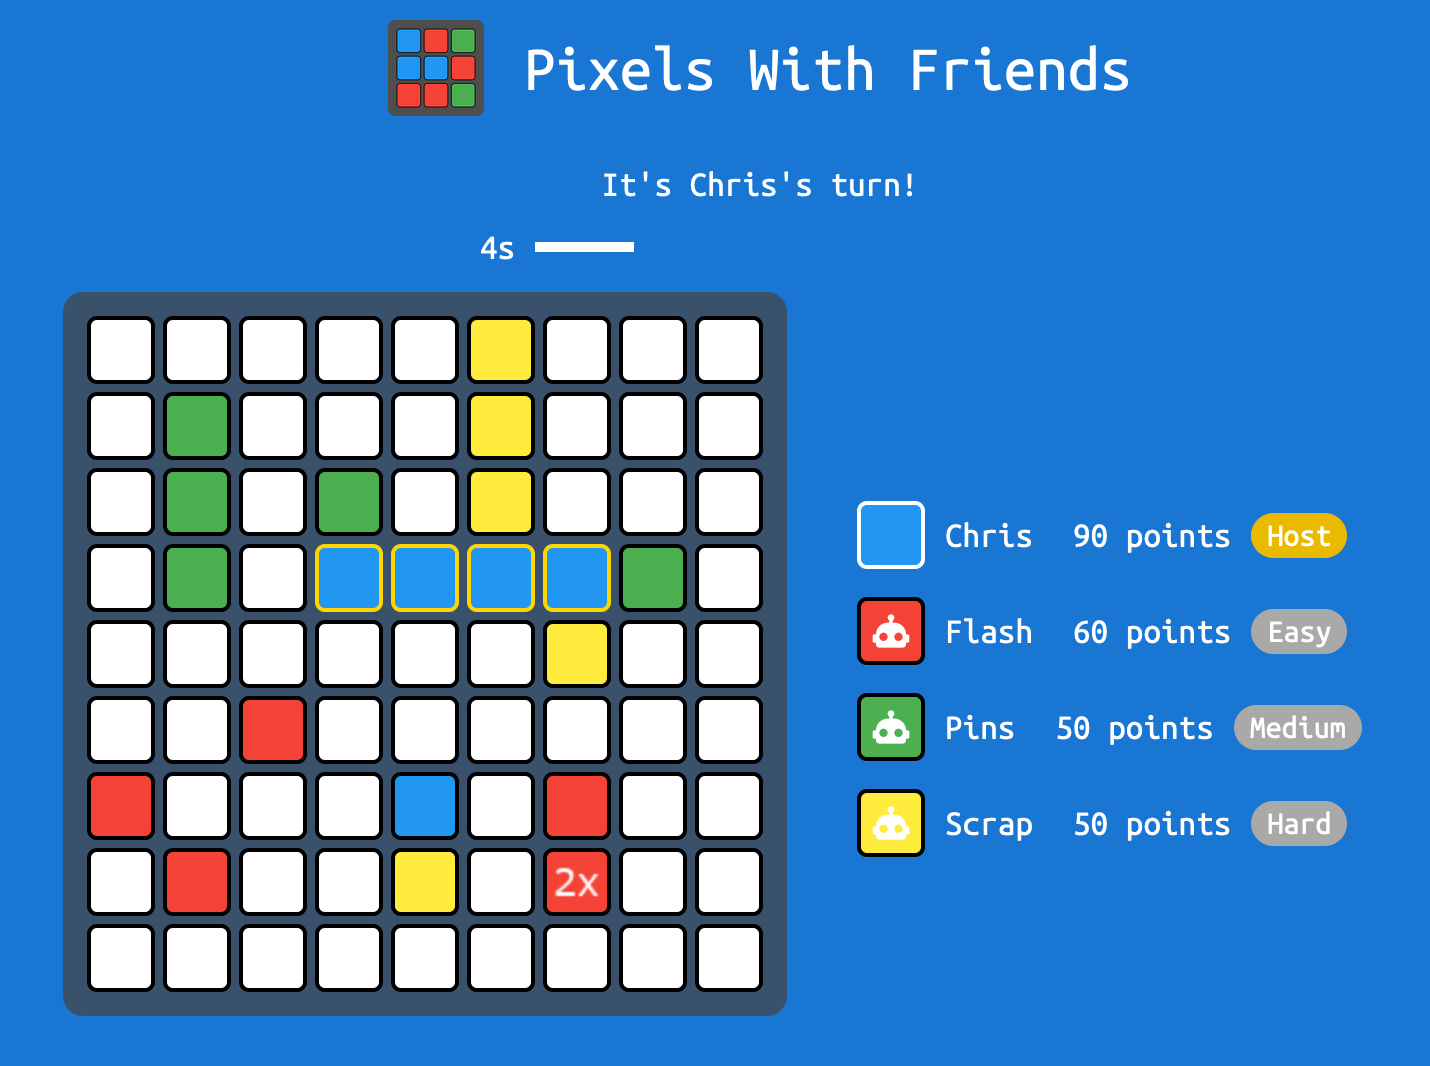 Pixels With Friends
It's Chris's turn!
4s
Chris 90 points Host
Flash 60 points Easy
Pins 50 points Medium
Scrap 50 points Hard
2x